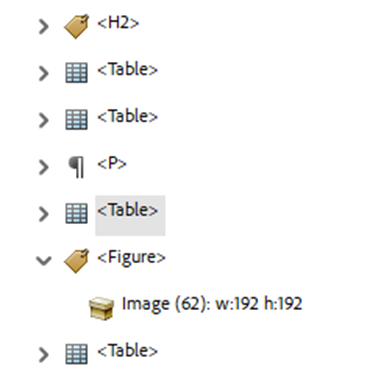 <H2>
<Table>
<Table>
<P>
<Table>
<Figure>
Image (62): w:192 h:192
<Table>